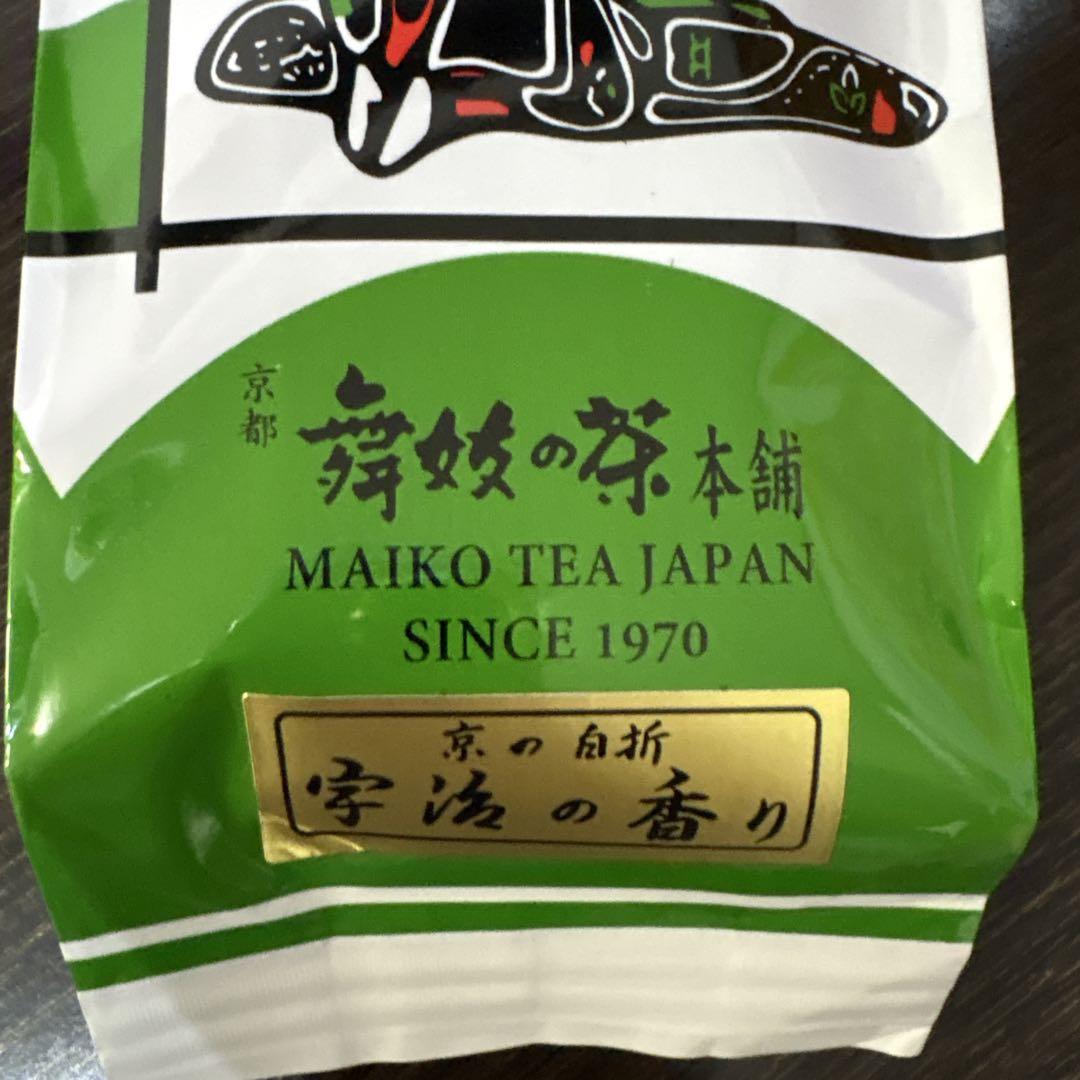 京都
舞妓の茶本舗
MAIKO TEA JAPAN
SINCE 1970
京の白折
宇治の香り